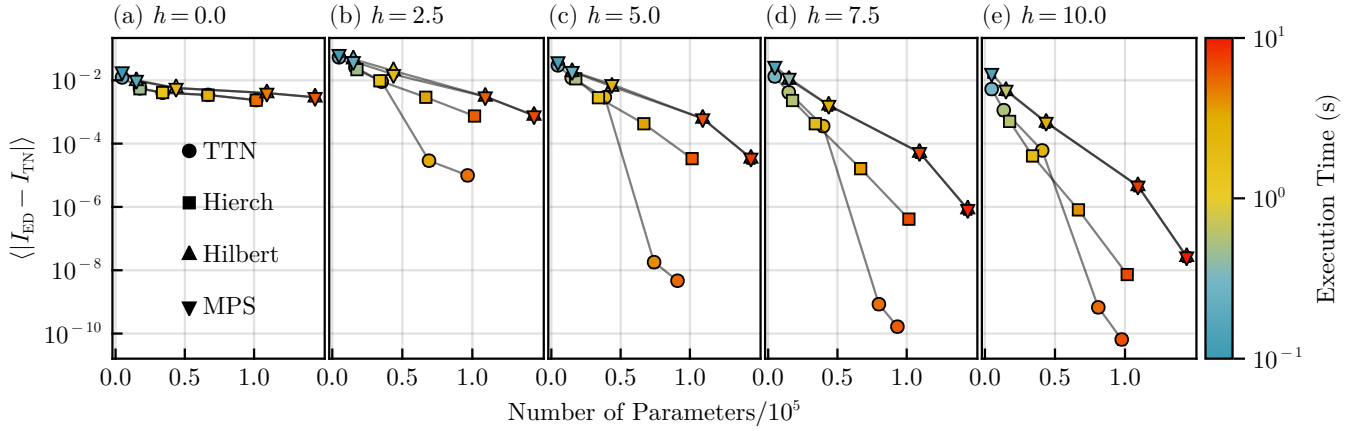 (a) h = 0.0
(b) h = 2.5
(c) h = 5.0
(d) h = 7.5
(e) h = 10.0
⟨|I_ED − I_TN|⟩
10^−2
10^−4
10^−6
10^−8
10^−10
TTN
Hierch
Hilbert
MPS
0.0 0.5 1.0
0.0 0.5 1.0
0.0 0.5 1.0
0.0 0.5 1.0
0.0 0.5 1.0
Number of Parameters/10^5
10^1
10^0
10^−1
Execution Time (s)